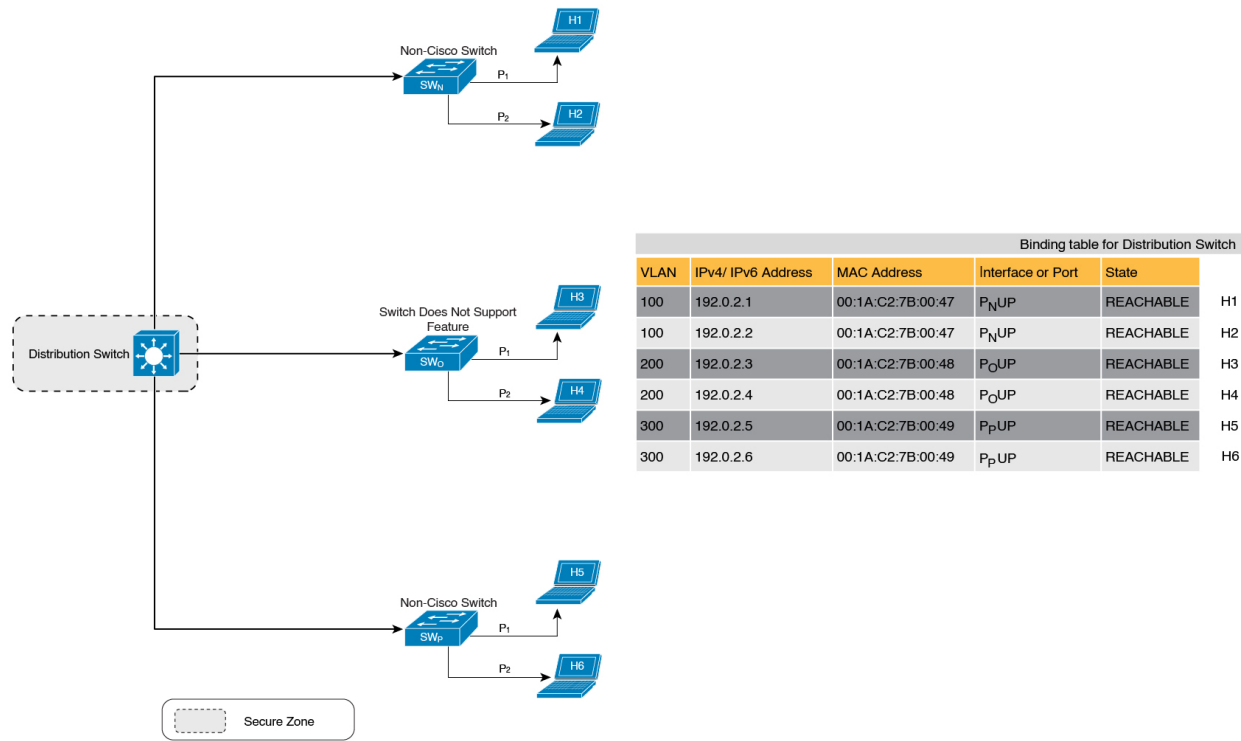 H1
Non-Cisco Switch
SWN
P1
H2
P2
Binding table for Distribution Switch
VLAN IPv4/ IPv6 Address MAC Address Interface or Port State
100 192.0.2.1 00:1A:C2:7B:00:47 PNUP REACHABLE H1
100 192.0.2.2 00:1A:C2:7B:00:47 PNUP REACHABLE H2
200 192.0.2.3 00:1A:C2:7B:00:48 POUP REACHABLE H3
200 192.0.2.4 00:1A:C2:7B:00:48 POUP REACHABLE H4
300 192.0.2.5 00:1A:C2:7B:00:49 PPUP REACHABLE H5
300 192.0.2.6 00:1A:C2:7B:00:49 PPUP REACHABLE H6
H3
Switch Does Not Support
Feature
SWO
P1
Distribution Switch
H4
P2
H5
Non-Cisco Switch
SWP
P1
H6
P2
Secure Zone